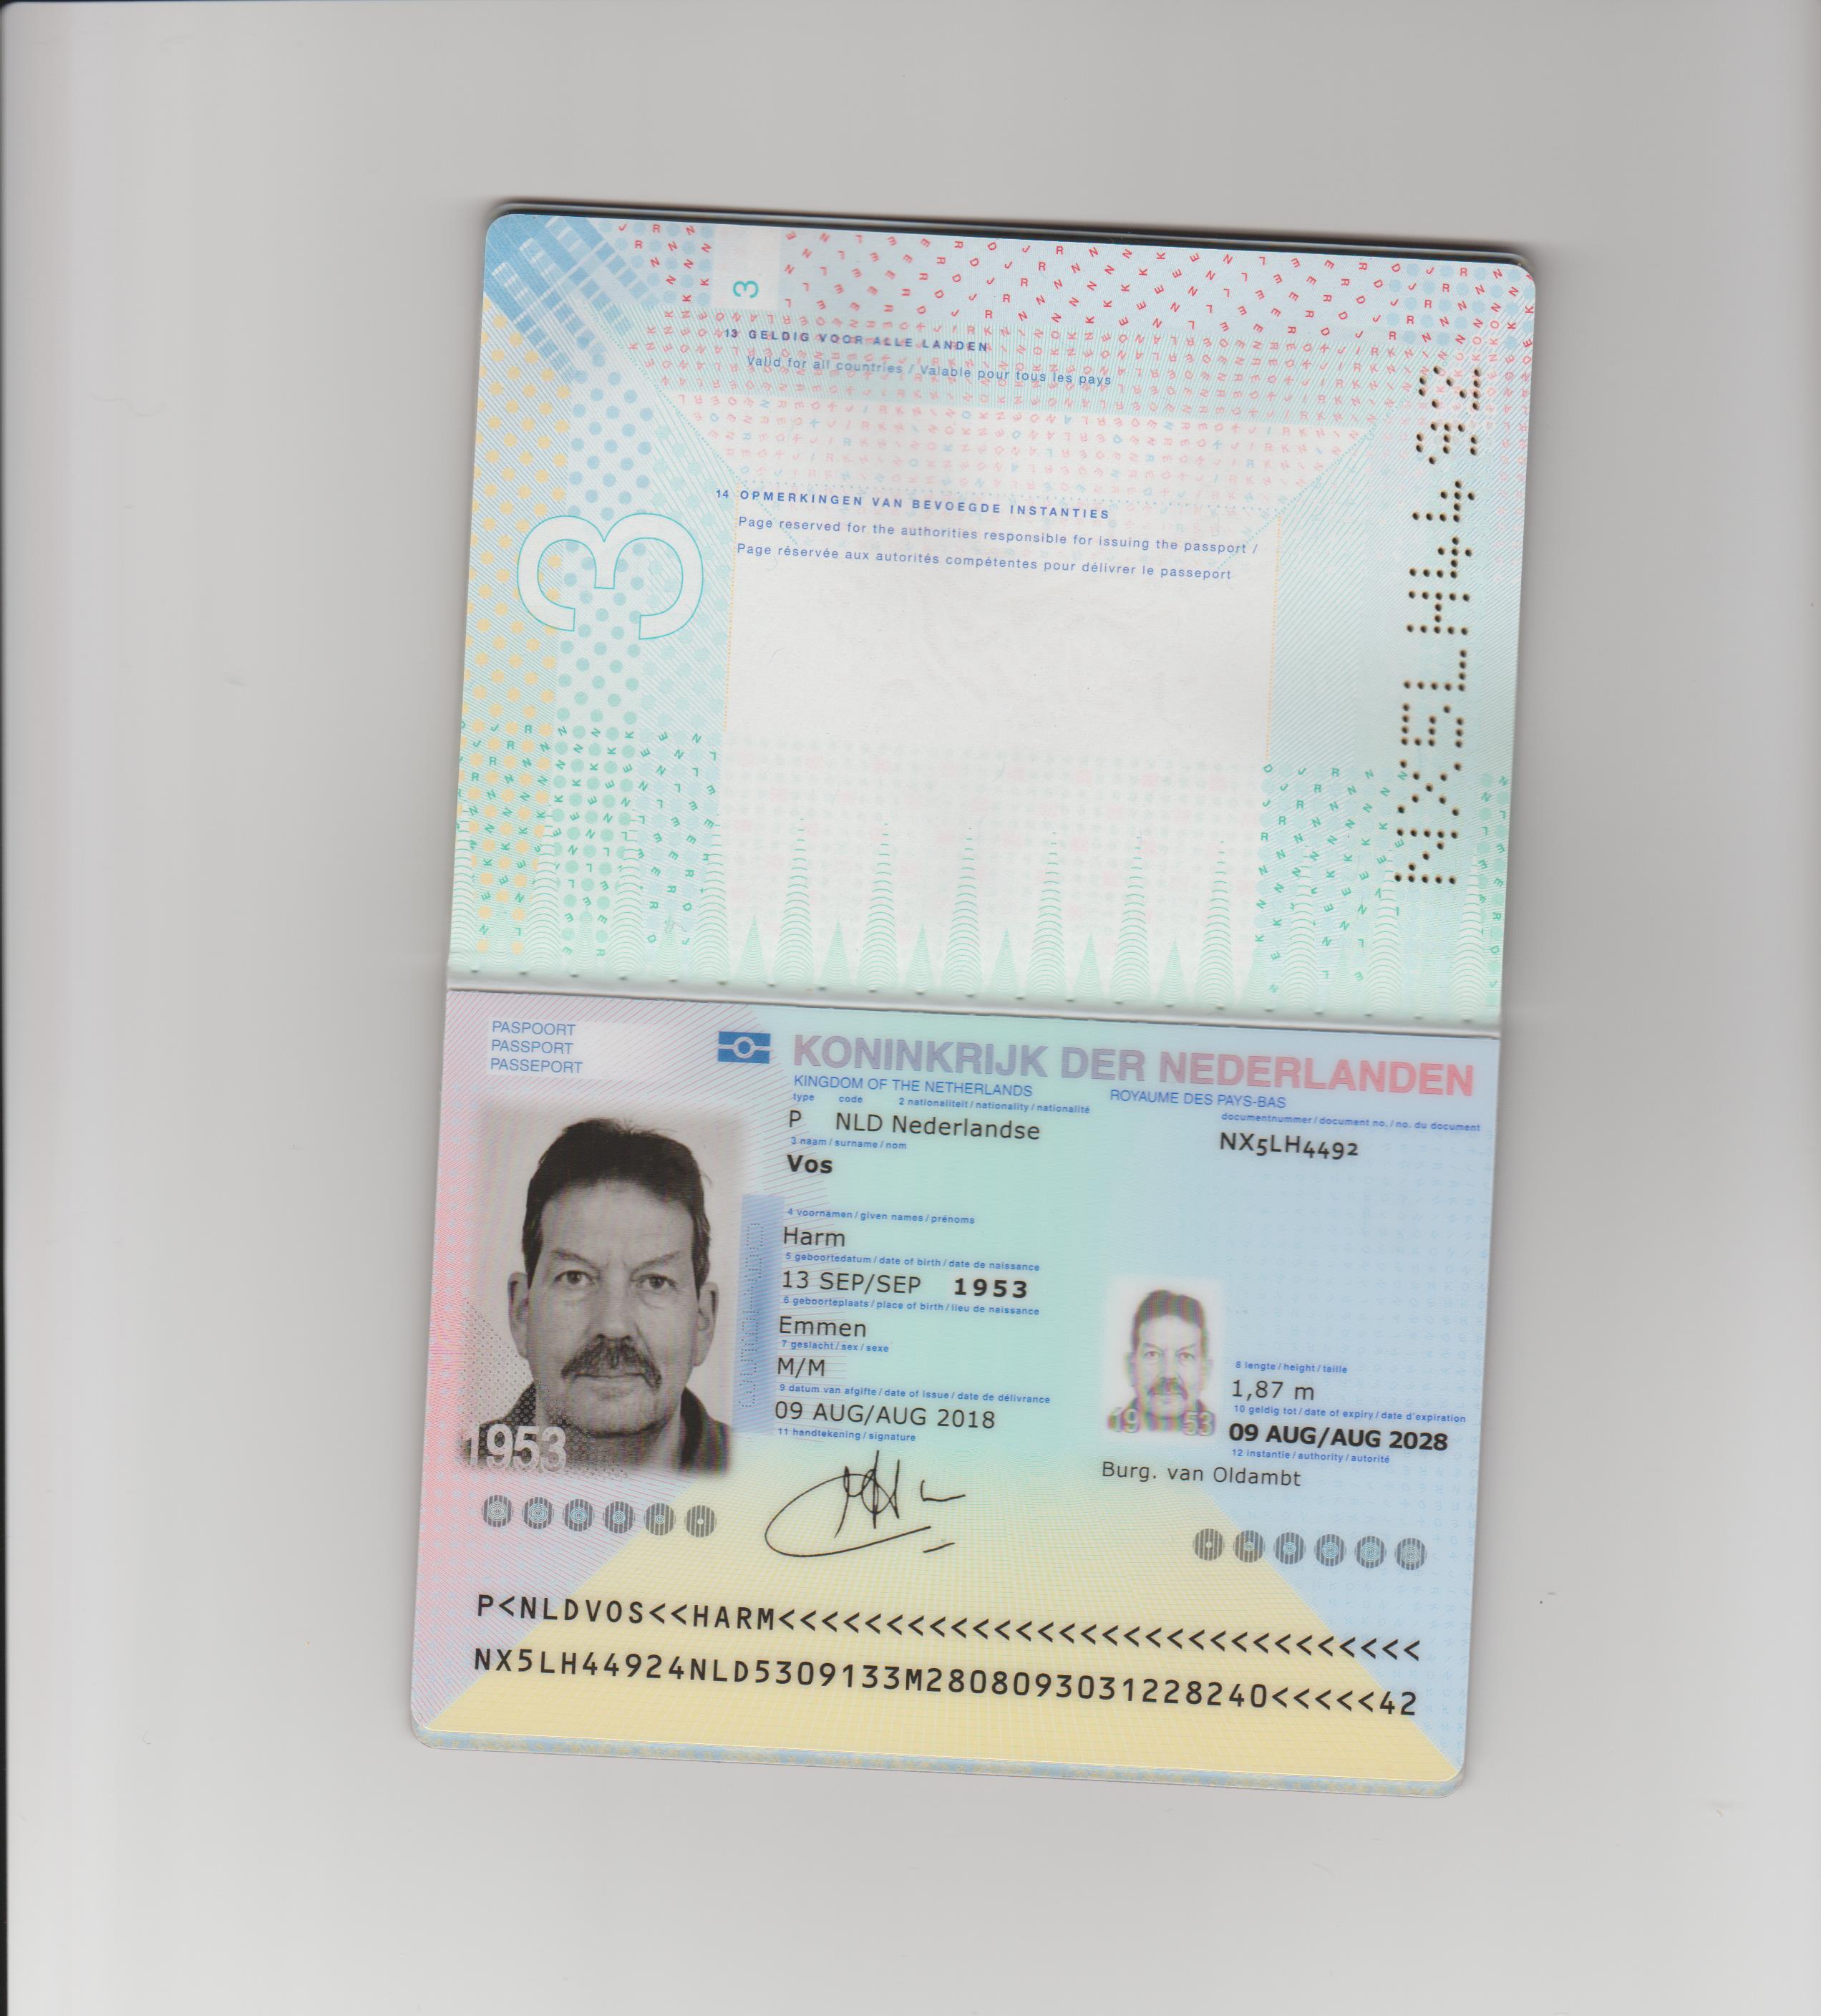 3
13 GELDIG VOOR ALLE LANDEN
Valid for all countries / Valable pour tous les pays
14 OPMERKINGEN VAN BEVOEGDE INSTANTIES
Page reserved for the authorities responsible for issuing the passport /
Page réservée aux autorités compétentes pour délivrer le passeport
3
NX5LH4492
PASPOORT
PASSPORT
PASSEPORT
KONINKRIJK DER NEDERLANDEN
KINGDOM OF THE NETHERLANDS ROYAUME DES PAYS-BAS
type code 2 nationaliteit / nationality / nationalité documentnummer / document no. / no. du document
P NLD Nederlandse NX5LH4492
3 naam / surname / nom
Vos
4 voornamen / given names / prénoms
Harm
5 geboortedatum / date of birth / date de naissance
13 SEP/SEP 1953
6 geboorteplaats / place of birth / lieu de naissance
Emmen
7 geslacht / sex / sexe
M/M
8 lengte / height / taille
1,87 m
9 datum van afgifte / date of issue / date de délivrance
09 AUG/AUG 2018
10 geldig tot / date of expiry / date d'expiration
09 AUG/AUG 2028
11 handtekening / signature
12 instantie / authority / autorité
Burg. van Oldambt
1953
19 53
P<NLDVOS<<HARM<<<<<<<<<<<<<<<<<<<<<<<<<<<<<<
NX5LH44924NLD5309133M2808093031228240<<<<<42